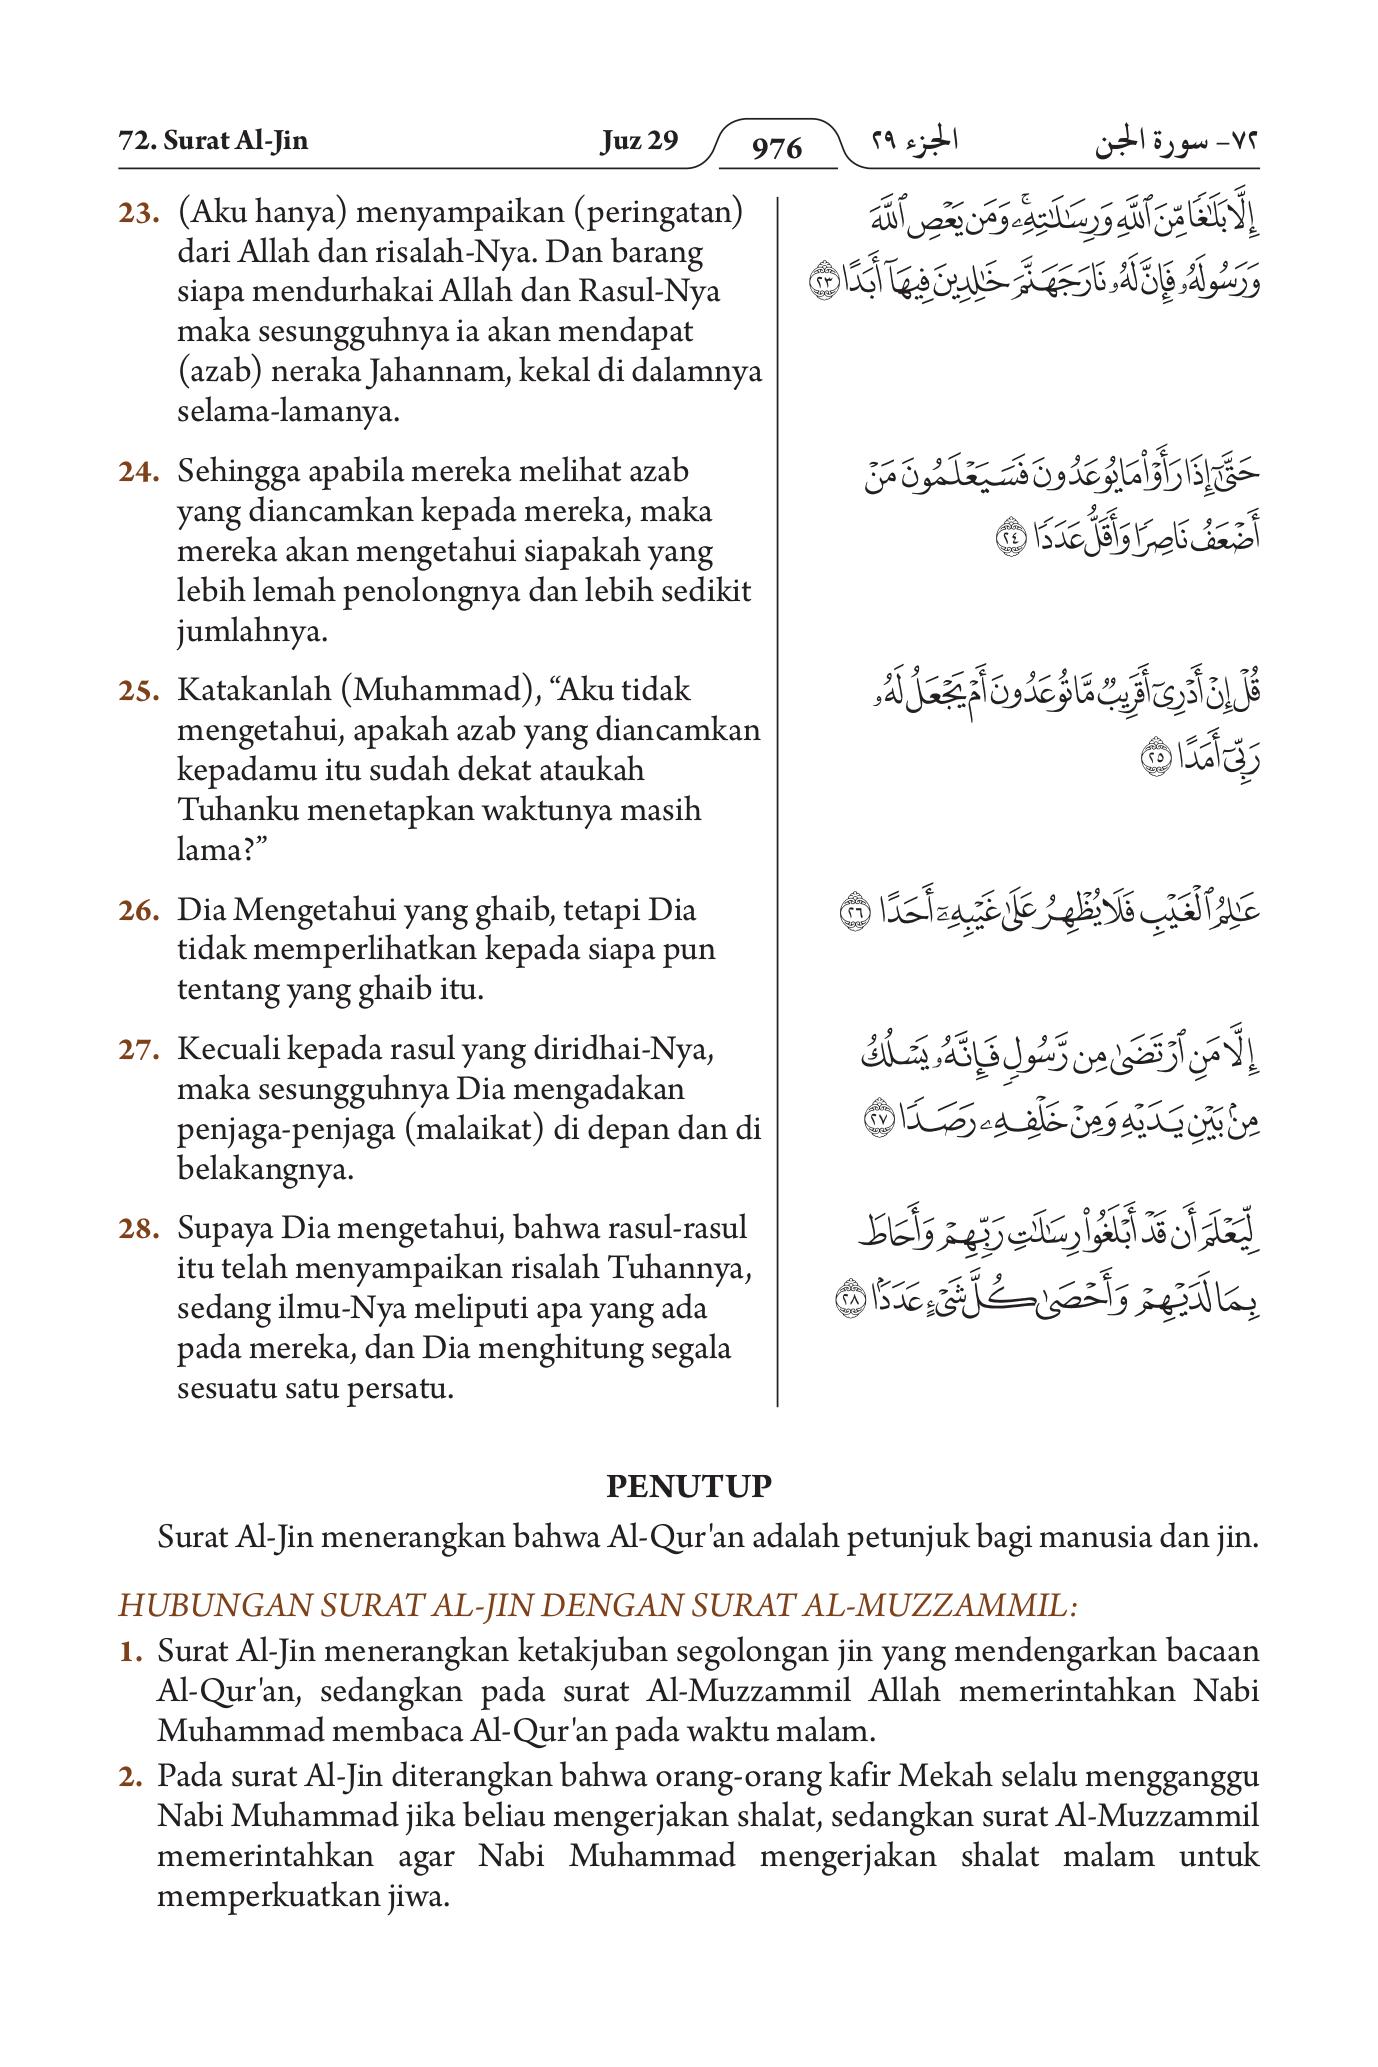 72. Surat Al-Jin Juz 29 976 الجزء ٢٩ ٧٢- سورة الجن
23. (Aku hanya) menyampaikan (peringatan)
dari Allah dan risalah-Nya. Dan barang
siapa mendurhakai Allah dan Rasul-Nya
maka sesungguhnya ia akan mendapat
(azab) neraka Jahannam, kekal di dalamnya
selama-lamanya.
إِلَّا بَلَٰغًا مِّنَ ٱللَّهِ وَرِسَٰلَٰتِهِۦۚ وَمَن يَعْصِ ٱللَّهَ
وَرَسُولَهُۥ فَإِنَّ لَهُۥ نَارَ جَهَنَّمَ خَٰلِدِينَ فِيهَآ أَبَدًا ٢٣
24. Sehingga apabila mereka melihat azab
yang diancamkan kepada mereka, maka
mereka akan mengetahui siapakah yang
lebih lemah penolongnya dan lebih sedikit
jumlahnya.
حَتَّىٰٓ إِذَا رَأَوْا۟ مَا يُوعَدُونَ فَسَيَعْلَمُونَ مَنْ
أَضْعَفُ نَاصِرًا وَأَقَلُّ عَدَدًا ٢٤
25. Katakanlah (Muhammad), “Aku tidak
mengetahui, apakah azab yang diancamkan
kepadamu itu sudah dekat ataukah
Tuhanku menetapkan waktunya masih
lama?”
قُلْ إِنْ أَدْرِىٓ أَقَرِيبٌ مَّا تُوعَدُونَ أَمْ يَجْعَلُ لَهُۥ
رَبِّىٓ أَمَدًا ٢٥
26. Dia Mengetahui yang ghaib, tetapi Dia
tidak memperlihatkan kepada siapa pun
tentang yang ghaib itu.
عَٰلِمُ ٱلْغَيْبِ فَلَا يُظْهِرُ عَلَىٰ غَيْبِهِۦٓ أَحَدًا ٢٦
27. Kecuali kepada rasul yang diridhai-Nya,
maka sesungguhnya Dia mengadakan
penjaga-penjaga (malaikat) di depan dan di
belakangnya.
إِلَّا مَنِ ٱرْتَضَىٰ مِن رَّسُولٍ فَإِنَّهُۥ يَسْلُكُ
مِنۢ بَيْنِ يَدَيْهِ وَمِنْ خَلْفِهِۦ رَصَدًا ٢٧
28. Supaya Dia mengetahui, bahwa rasul-rasul
itu telah menyampaikan risalah Tuhannya,
sedang ilmu-Nya meliputi apa yang ada
pada mereka, dan Dia menghitung segala
sesuatu satu persatu.
لِّيَعْلَمَ أَن قَدْ أَبْلَغُوا۟ رِسَٰلَٰتِ رَبِّهِمْ وَأَحَاطَ
بِمَا لَدَيْهِمْ وَأَحْصَىٰ كُلَّ شَىْءٍ عَدَدًۢا ٢٨
PENUTUP
Surat Al-Jin menerangkan bahwa Al-Qur'an adalah petunjuk bagi manusia dan jin.
HUBUNGAN SURAT AL-JIN DENGAN SURAT AL-MUZZAMMIL:
1. Surat Al-Jin menerangkan ketakjuban segolongan jin yang mendengarkan bacaan
Al-Qur'an, sedangkan pada surat Al-Muzzammil Allah memerintahkan Nabi
Muhammad membaca Al-Qur'an pada waktu malam.
2. Pada surat Al-Jin diterangkan bahwa orang-orang kafir Mekah selalu mengganggu
Nabi Muhammad jika beliau mengerjakan shalat, sedangkan surat Al-Muzzammil
memerintahkan agar Nabi Muhammad mengerjakan shalat malam untuk
memperkuatkan jiwa.